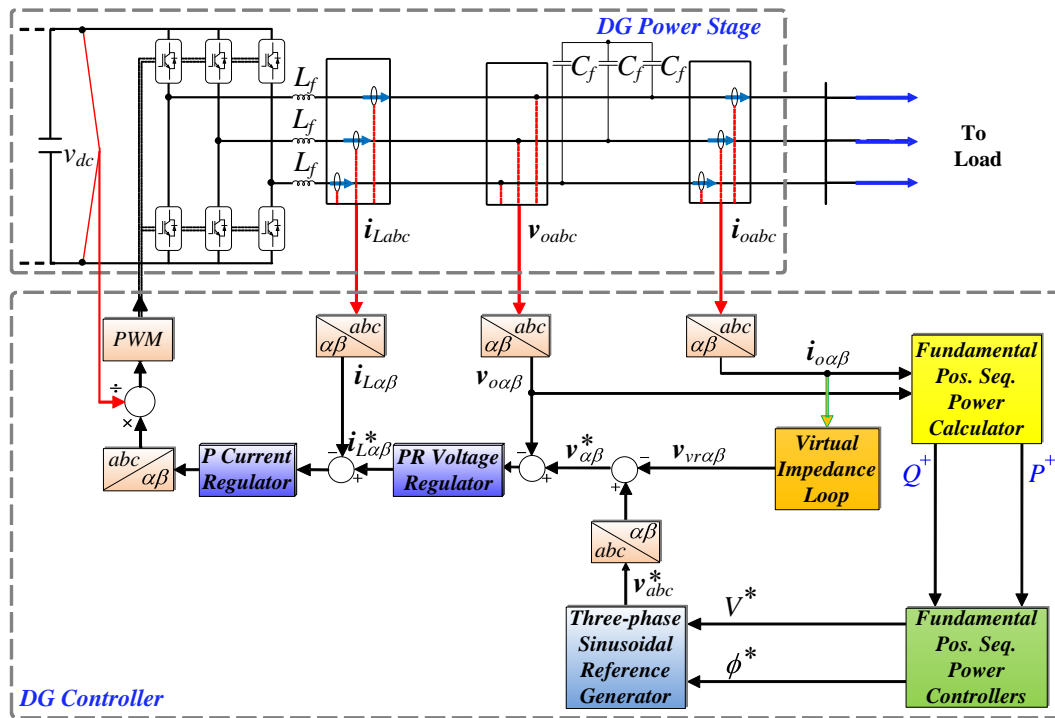 DG Power Stage
C_f
C_f
C_f
L_f
L_f
L_f
v_dc
To
Load
i_Labc
v_oabc
i_oabc
PWM
abc
αβ
abc
αβ
abc
αβ
i_Lαβ
v_oαβ
i_oαβ
Fundamental
Pos. Seq.
Power
Calculator
÷
×
abc
αβ
P Current
Regulator
−
+
i*_Lαβ
PR Voltage
Regulator
−
+
v*_αβ
−
+
v_vrαβ
Virtual
Impedance
Loop
Q+
P+
αβ
abc
v*_abc
Three-phase
Sinusoidal
Reference
Generator
V*
ϕ*
Fundamental
Pos. Seq.
Power
Controllers
DG Controller